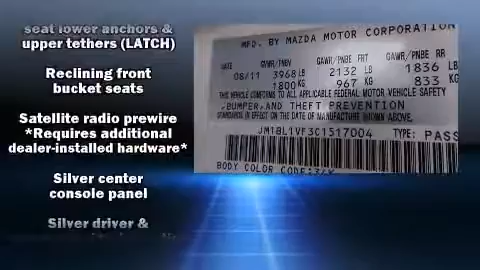 seat lower anchors &
upper tethers (LATCH)
Reclining front
bucket seats
Satellite radio prewire
*Requires additional
dealer-installed hardware*
Silver center
console panel
Silver driver &
MFD. BY MAZDA MOTOR CORPORATION
DATE GAWR/PNBV GAWR/PNBE FRT GAWR/PNBE RR
08/11 3968 LB 2132 LB 1836 LB
1800 KG 967 KG 833 KG
THIS VEHICLE CONFORMS TO ALL APPLICABLE FEDERAL MOTOR VEHICLE SAFETY
,BUMPER,AND THEFT PREVENTION
STANDARDS IN EFFECT ON THE DATE OF MANUFACTURE SHOWN ABOVE.
JM1BL1VF3C1517004 TYPE: PASS
BODY COLOR CODE: